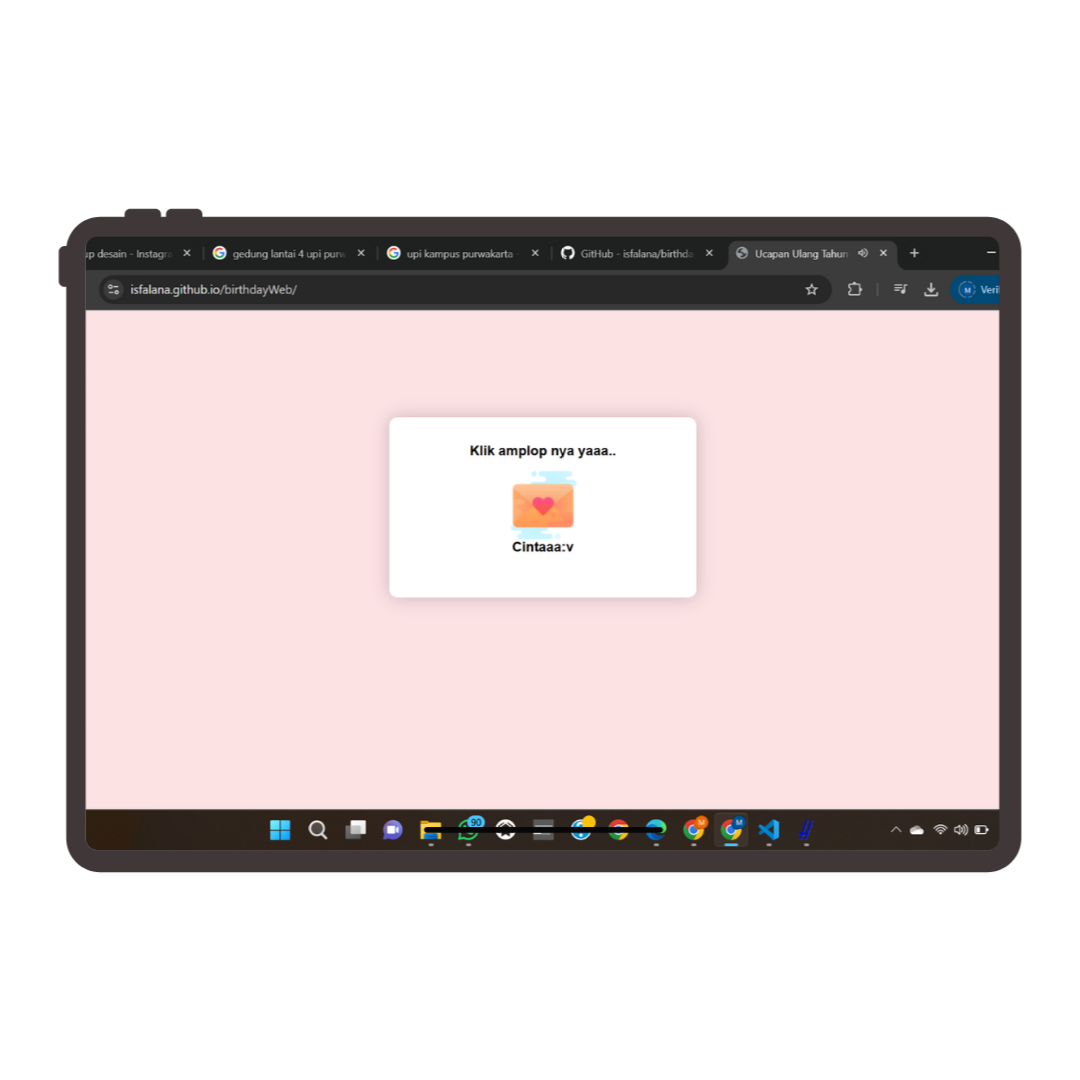 up desain - Instagra
gedung lantai 4 upi purw
upi kampus purwakarta
GitHub - isfalana/birthda
Ucapan Ulang Tahun
isfalana.github.io/birthdayWeb/
M
Veri
Klik amplop nya yaaa..
Cintaaa:v
90
M
M